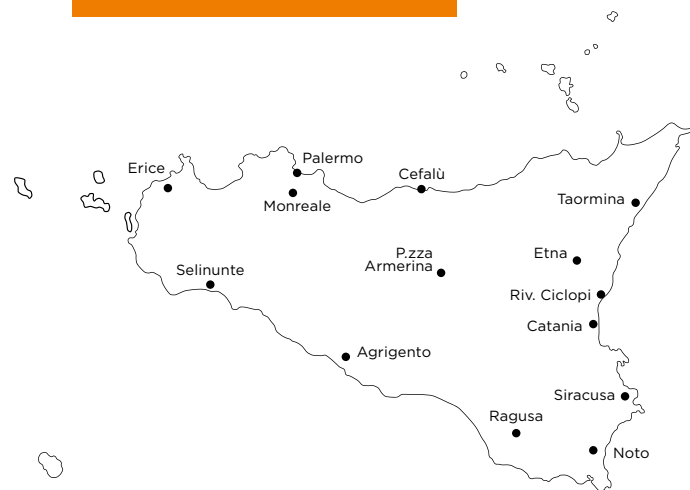 Palermo
Erice
Cefalù
Monreale
Taormina
P.zza
Armerina
Etna
Selinunte
Riv. Ciclopi
Catania
Agrigento
Siracusa
Ragusa
Noto